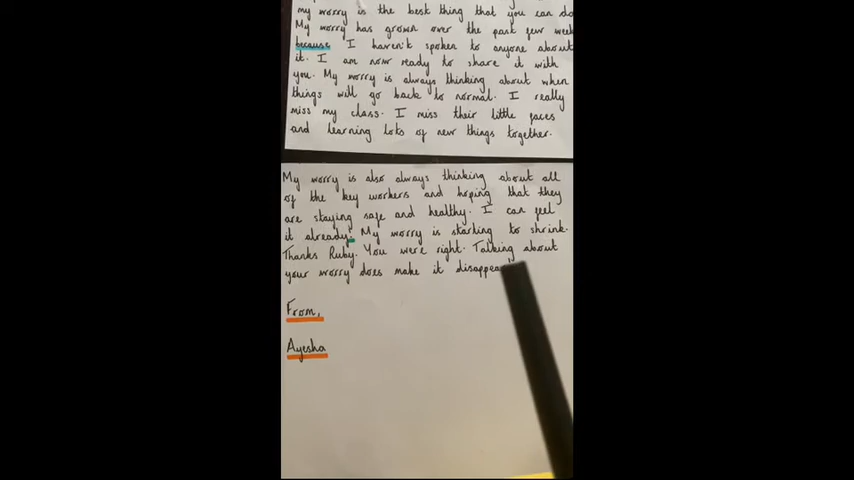 my worry is the best thing that you can do
My worry has grown over the past few week
because I haven't spoken to anyone about
it. I am now ready to share it with
you. My worry is always thinking about when
things will go back to normal. I really
miss my class. I miss their little faces
and learning lots of new things together.
My worry is also always thinking about all
of the key workers and hoping that they
are staying safe and healthy. I can feel
it already! My worry is starting to shrink.
Thanks Ruby. You were right. Talking about
your worry does make it disappear
From,
Ayesha